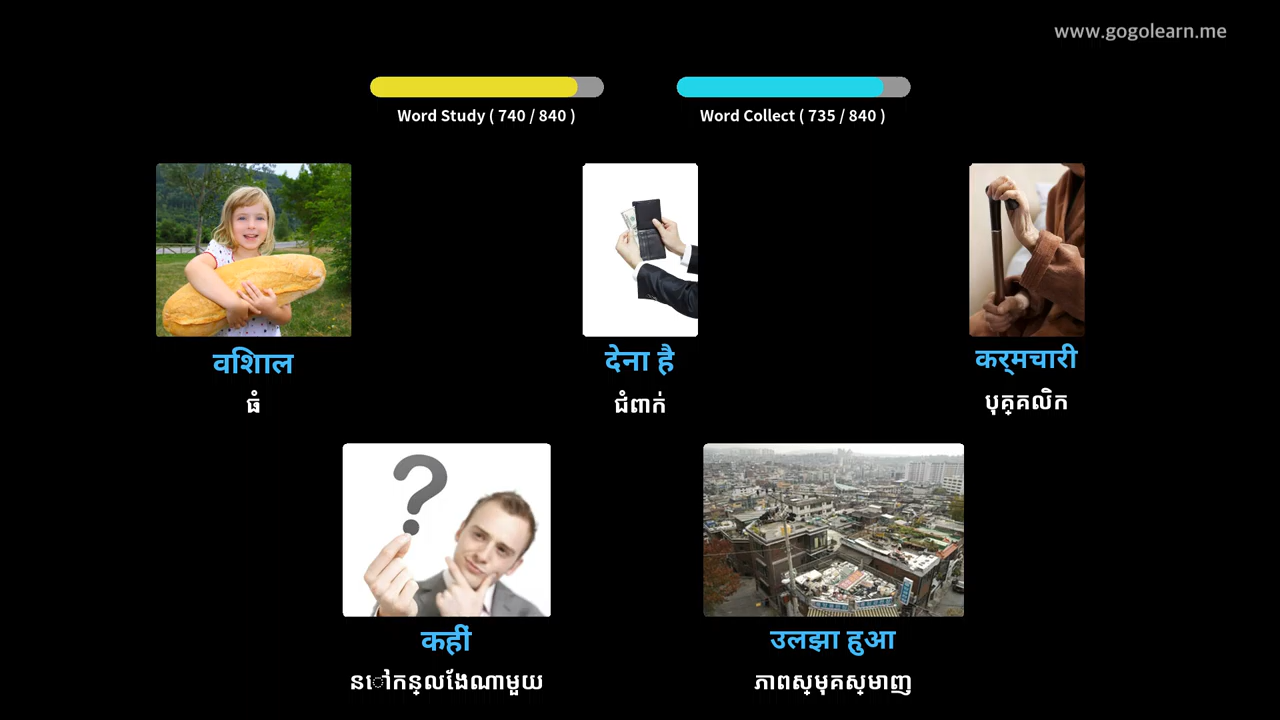 www.gogolearn.me
Word Study ( 740 / 840 )
Word Collect ( 735 / 840 )
विशाल
ធំ
देना है
ជំពាក់
कर्मचारी
បុគ្គលិក
कहीं
នៅកន្លែងណាមួយ
उलझा हुआ
ភាពស្មុគស្មាញ